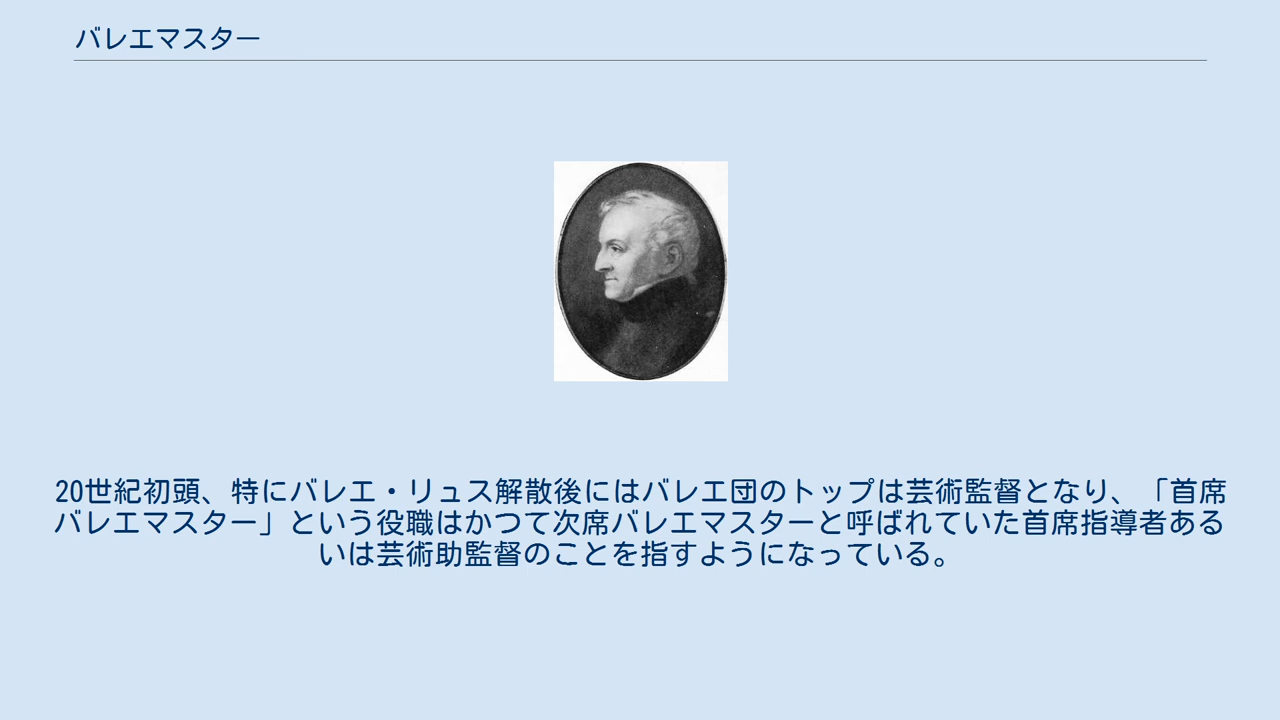 バレエマスター
20世紀初頭、特にバレエ・リュス解散後にはバレエ団のトップは芸術監督となり、「首席
バレエマスター」という役職はかつて次席バレエマスターと呼ばれていた首席指導者ある
いは芸術助監督のことを指すようになっている。